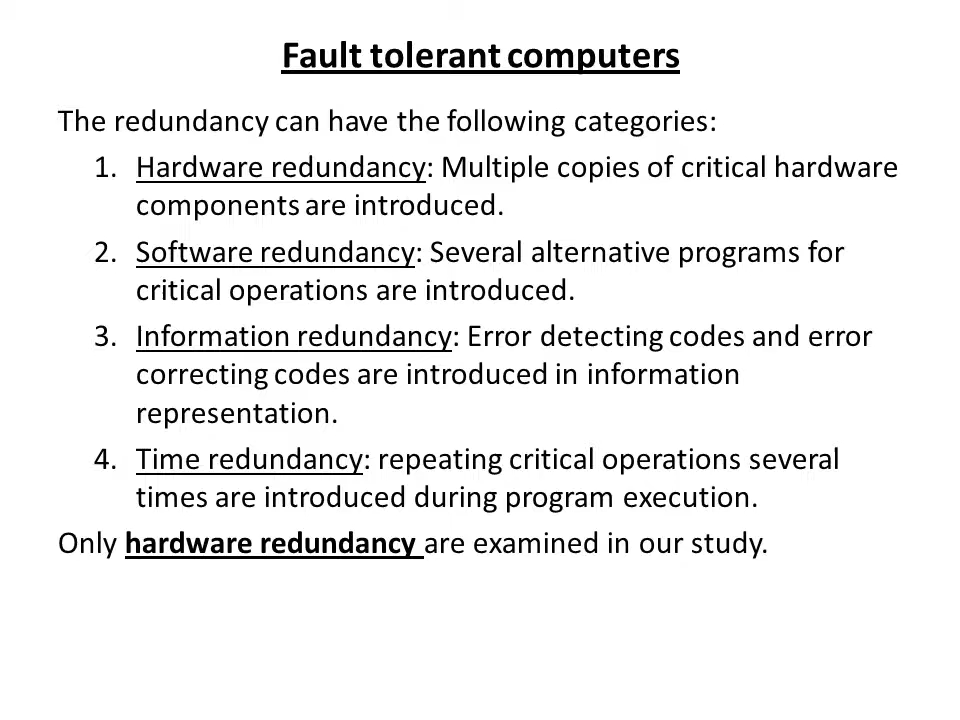 Fault tolerant computers
The redundancy can have the following categories:
1. Hardware redundancy: Multiple copies of critical hardware
components are introduced.
2. Software redundancy: Several alternative programs for
critical operations are introduced.
3. Information redundancy: Error detecting codes and error
correcting codes are introduced in information
representation.
4. Time redundancy: repeating critical operations several
times are introduced during program execution.
Only hardware redundancy are examined in our study.